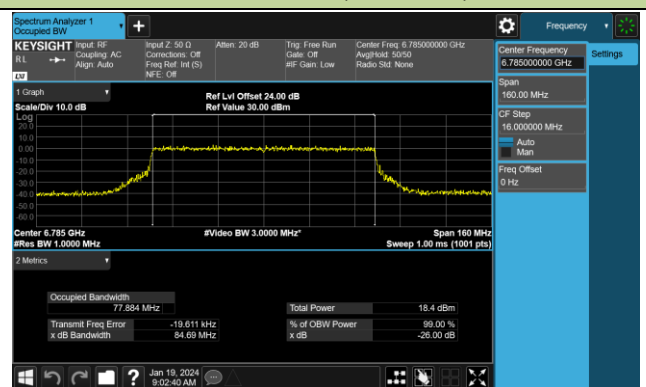 Spectrum Analyzer 1
Occupied BW
Frequency
KEYSIGHT
RL
Input: RF
Coupling: AC
Align: Auto
Input Z: 50 Ω
Corrections: Off
Freq Ref: Int (S)
NFE: Off
Atten: 20 dB
Trig: Free Run
Gate: Off
#IF Gain: Low
Center Freq: 6.785000000 GHz
Avg|Hold: 50/50
Radio Std: None
Center Frequency
6.785000000 GHz
Settings
Span
160.00 MHz
CF Step
16.000000 MHz
Auto
Man
Freq Offset
0 Hz
1 Graph
Scale/Div 10.0 dB
Ref Lvl Offset 24.00 dB
Ref Value 30.00 dBm
Log
20.0
10.0
0.00
-10.0
-20.0
-30.0
-40.0
-50.0
-60.0
Center 6.785 GHz
#Res BW 1.0000 MHz
#Video BW 3.0000 MHz*
Span 160 MHz
Sweep 1.00 ms (1001 pts)
2 Metrics
Occupied Bandwidth
77.884 MHz
Total Power
18.4 dBm
Transmit Freq Error
-19.611 kHz
% of OBW Power
99.00 %
x dB Bandwidth
84.69 MHz
x dB
-26.00 dB
?
Jan 19, 2024
9:02:40 AM